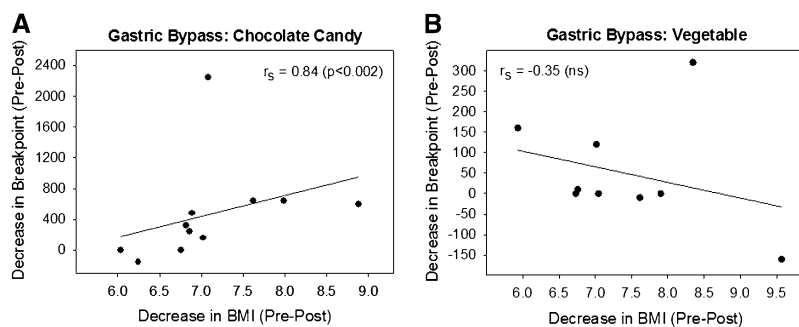 A
Gastric Bypass: Chocolate Candy
Decrease in Breakpoint (Pre-Post)
2400
2000
1600
1200
800
400
0
rS = 0.84 (p<0.002)
6.0 6.5 7.0 7.5 8.0 8.5 9.0
Decrease in BMI (Pre-Post)
B
Gastric Bypass: Vegetable
Decrease in Breakpoint (Pre-Post)
300
250
200
150
100
50
0
-50
-100
-150
rS = -0.35 (ns)
6.0 6.5 7.0 7.5 8.0 8.5 9.0 9.5
Decrease in BMI (Pre-Post)